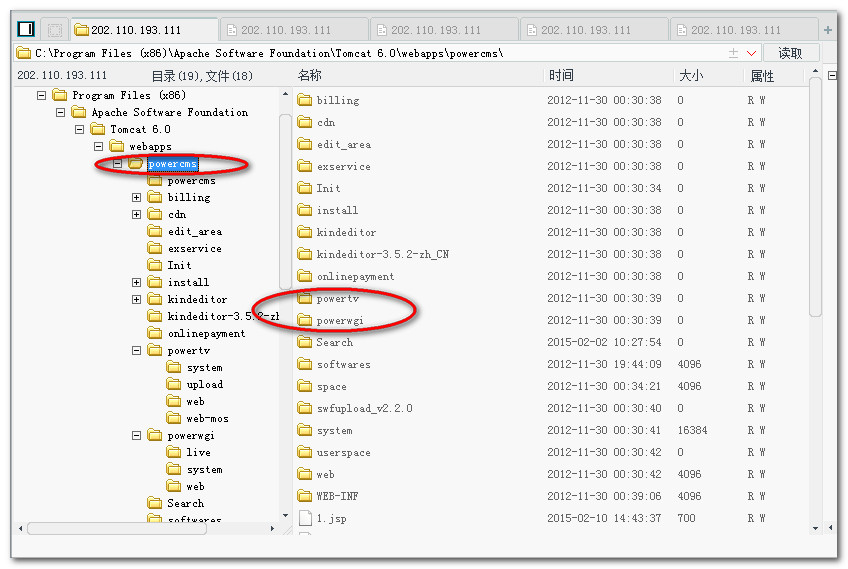 202.110.193.111 202.110.193.111 202.110.193.111 202.110.193.111 202.110.193.111
C:\Program Files (x86)\Apache Software Foundation\Tomcat 6.0\webapps\powercms\ 读取
202.110.193.111 目录(19),文件(18) 名称 时间 大小 属性
Program Files (x86)
Apache Software Foundation
Tomcat 6.0
webapps
powercms
powercms
billing
cdn
edit_area
exservice
Init
install
kindeditor
kindeditor-3.5.2-zh
onlinepayment
powertv
system
upload
web
web-mos
powerwgi
live
system
web
Search
softwares
billing 2012-11-30 00:30:38 0 R W
cdn 2012-11-30 00:30:38 0 R W
edit_area 2012-11-30 00:30:38 0 R W
exservice 2012-11-30 00:30:38 0 R W
Init 2012-11-30 00:30:34 0 R W
install 2012-11-30 00:30:38 0 R W
kindeditor 2012-11-30 00:30:38 0 R W
kindeditor-3.5.2-zh_CN 2012-11-30 00:30:38 0 R W
onlinepayment 2012-11-30 00:30:38 0 R W
powertv 2012-11-30 00:30:39 0 R W
powerwgi 2012-11-30 00:30:39 0 R W
Search 2015-02-02 10:27:54 0 R W
softwares 2012-11-30 19:44:09 4096 R W
space 2012-11-30 00:34:21 4096 R W
swfupload_v2.2.0 2012-11-30 00:30:40 0 R W
system 2012-11-30 00:30:41 16384 R W
userspace 2012-11-30 00:30:42 0 R W
web 2012-11-30 00:30:42 4096 R W
WEB-INF 2012-11-30 00:39:06 4096 R W
1.jsp 2015-02-10 14:43:37 700 R W